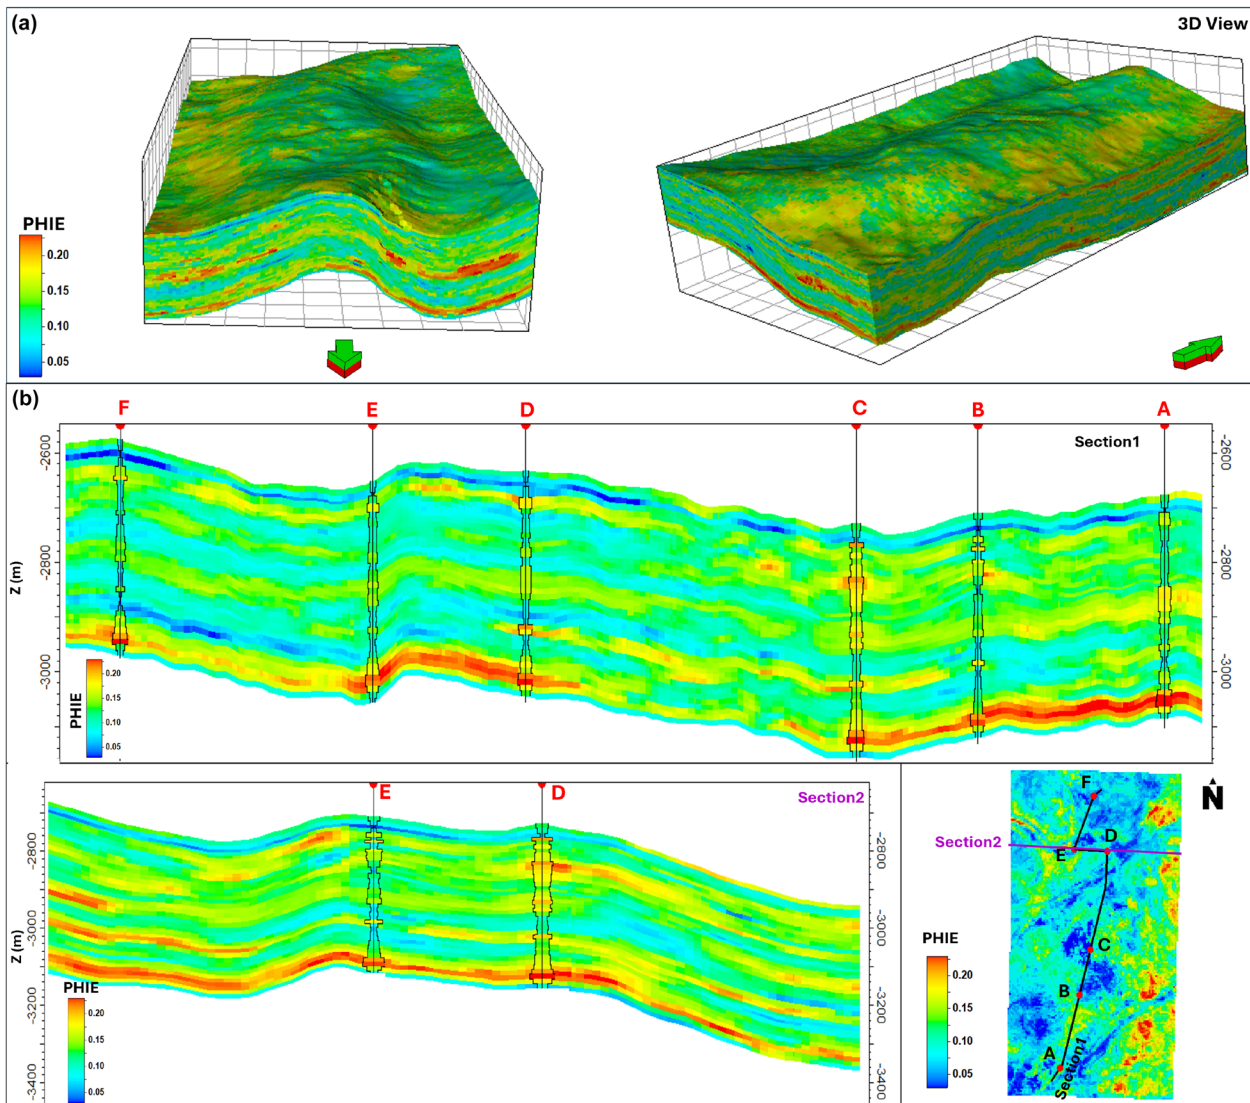 (a)
3D View
PHIE
0.20
0.15
0.10
0.05
(b)
F E D C B A
Section1
-2600
-2800
-3000
Z (m)
-2600
-2800
-3000
PHIE
0.20
0.15
0.10
0.05
E D
Section2
-2800
-3000
-3200
-3400
Z (m)
-2800
-3000
-3200
-3400
PHIE
0.20
0.15
0.10
0.05
N
F
Section2
D
E
C
B
A
Section1
PHIE
0.20
0.15
0.10
0.05